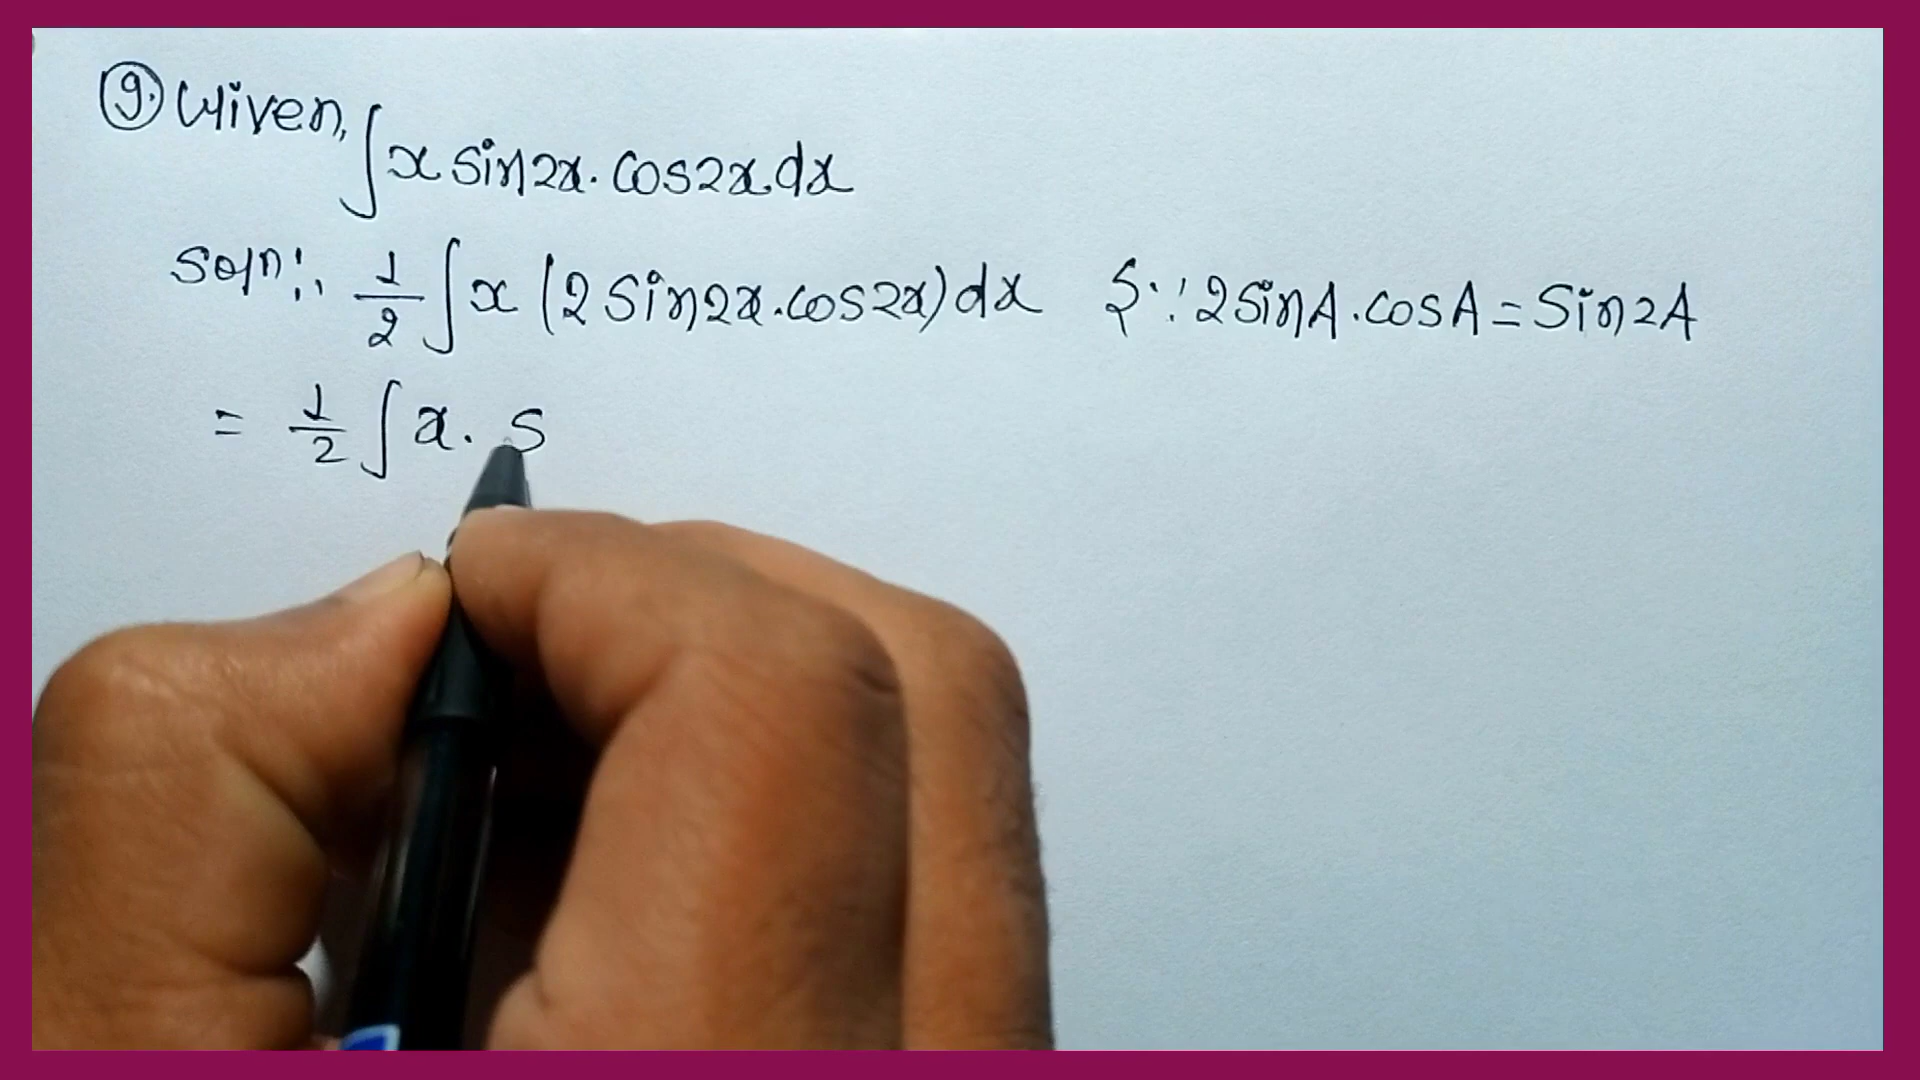 9. Given, ∫x sin2x. cos2x.dx
Soln:. 1/2 ∫x (2 sin2x.cos2x)dx {∵ 2sinA.cosA = Sin2A
= 1/2 ∫x. s